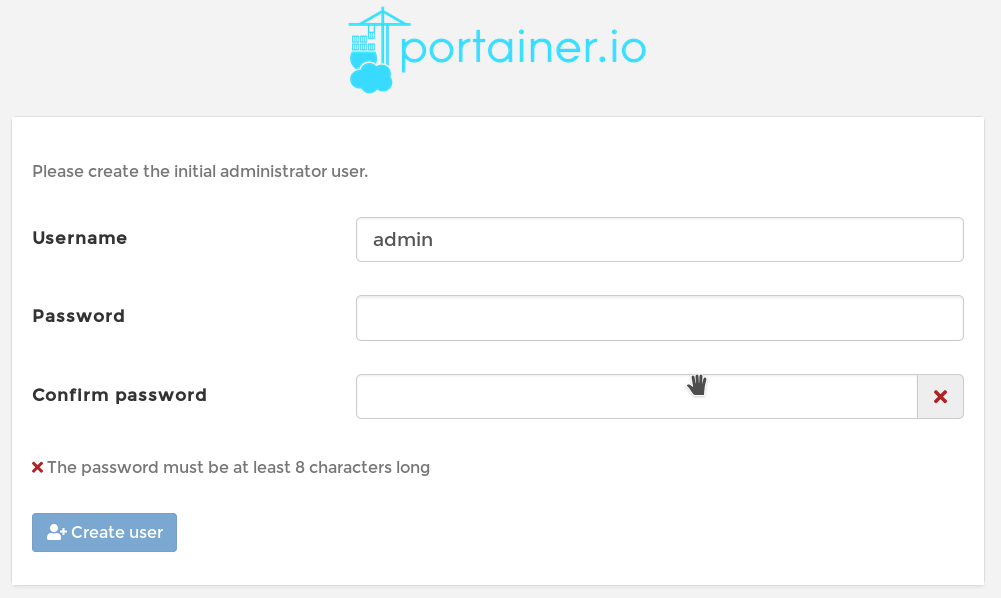 portainer.io
Please create the initial administrator user.
Username
admin
Password
Confirm password
The password must be at least 8 characters long
Create user